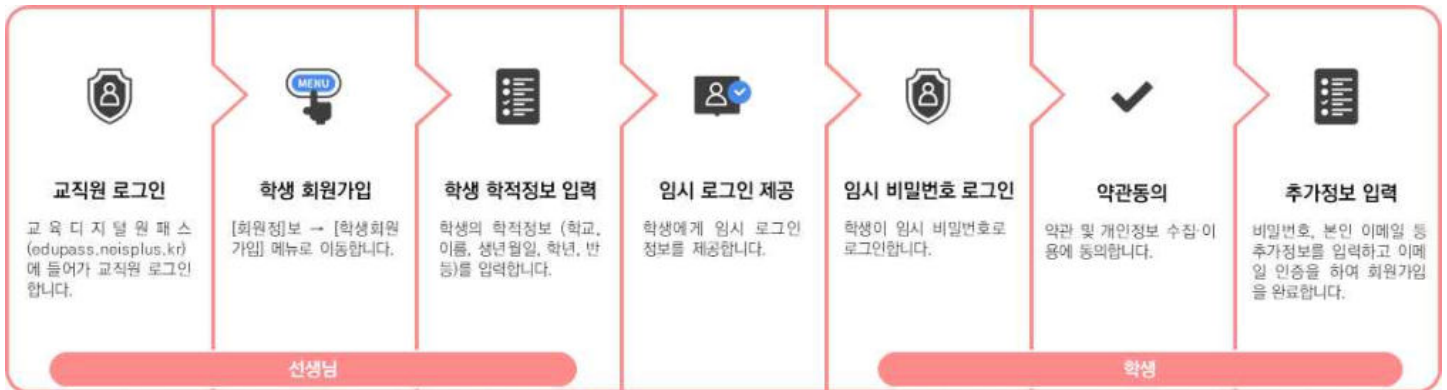 MENU
교직원 로그인
교육디지털원패스
(edupass.neisplus.kr)
에 들어가 교직원 로그인
합니다.
학생 회원가입
[회원정]보 → [학생회원
가입] 메뉴로 이동합니다.
학생 학적정보 입력
학생의 학적정보 (학교,
이름, 생년월일, 학년, 반
등)를 입력합니다.
임시 로그인 제공
학생에게 임시 로그인
정보를 제공합니다.
임시 비밀번호 로그인
학생이 임시 비밀번호로
로그인합니다.
약관동의
약관 및 개인정보 수집·이
용에 동의합니다.
추가정보 입력
비밀번호, 본인 이메일 등
추가정보를 입력하고 이메
일 인증을 하여 회원가입
을 완료합니다.
선생님
학생